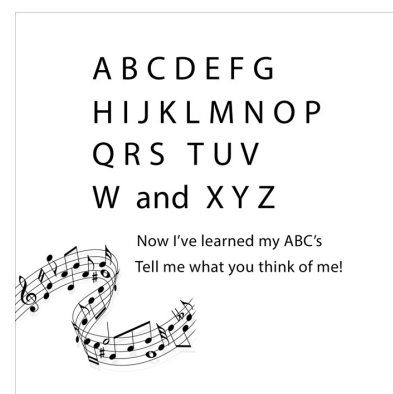 A B C D E F G
H I J K L M N O P
Q R S T U V
W and X Y Z
Now I've learned my ABC's
Tell me what you think of me!